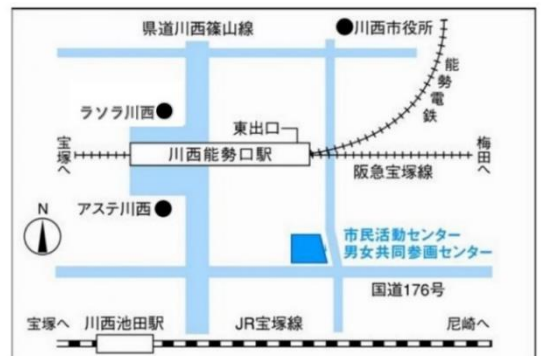 県道川西篠山線
川西市役所
能勢電鉄
ラソラ川西
東出口
宝塚へ
川西能勢口駅
梅田へ
阪急宝塚線
アステ川西
N
市民活動センター
男女共同参画センター
国道176号
宝塚へ
川西池田駅
JR宝塚線
尼崎へ